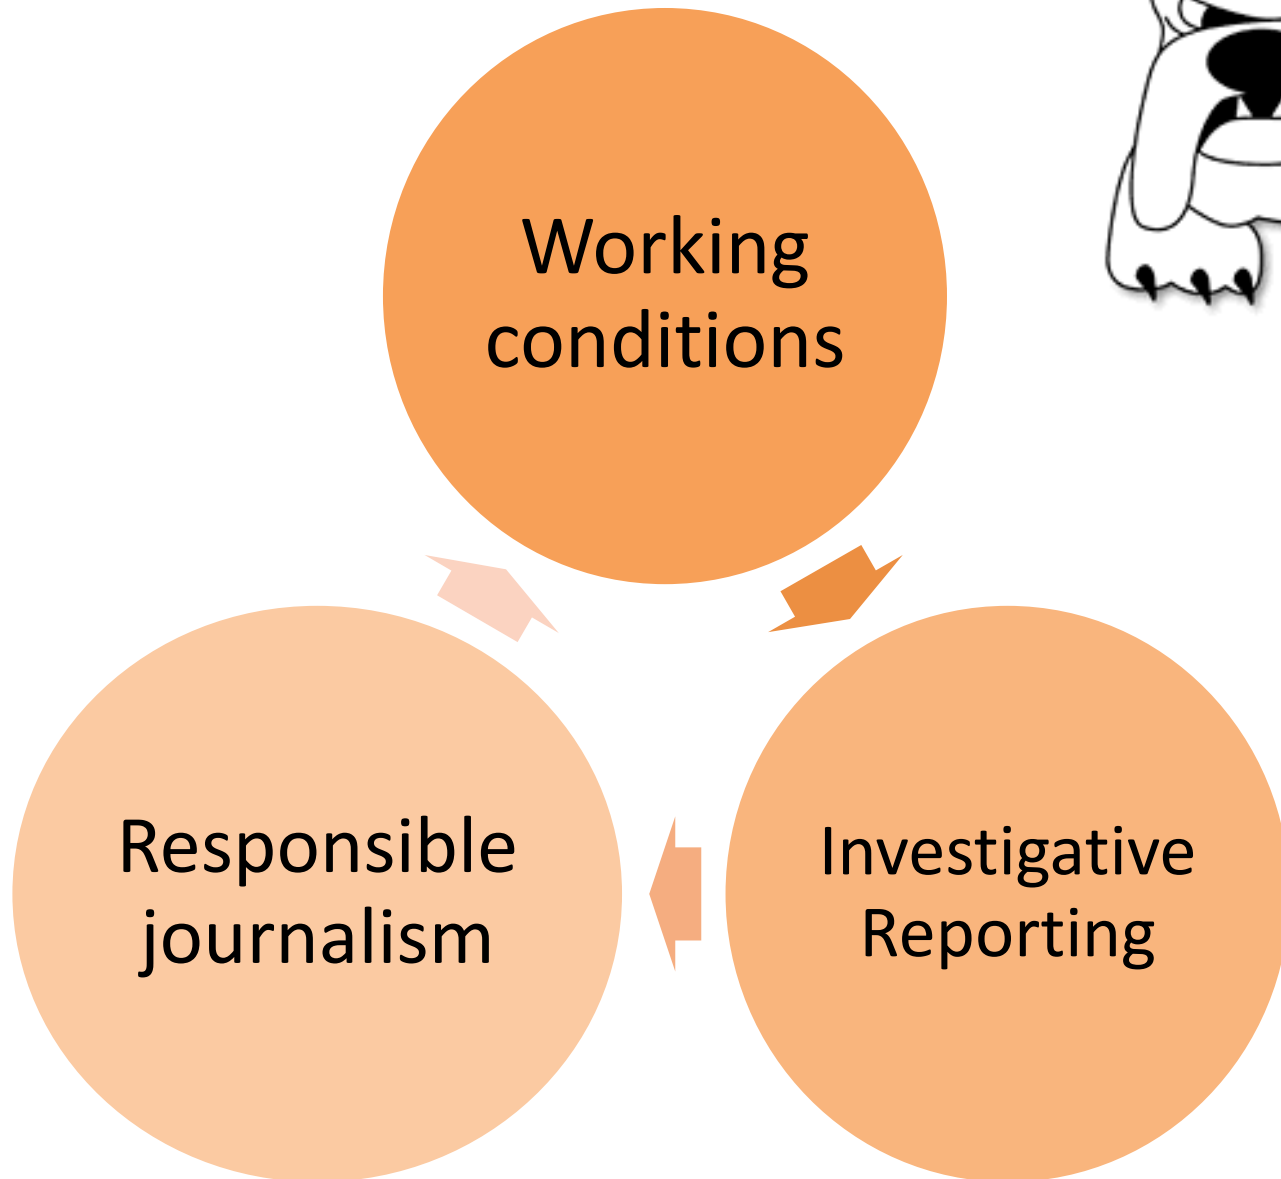 Working
conditions
Responsible
journalism
Investigative
Reporting